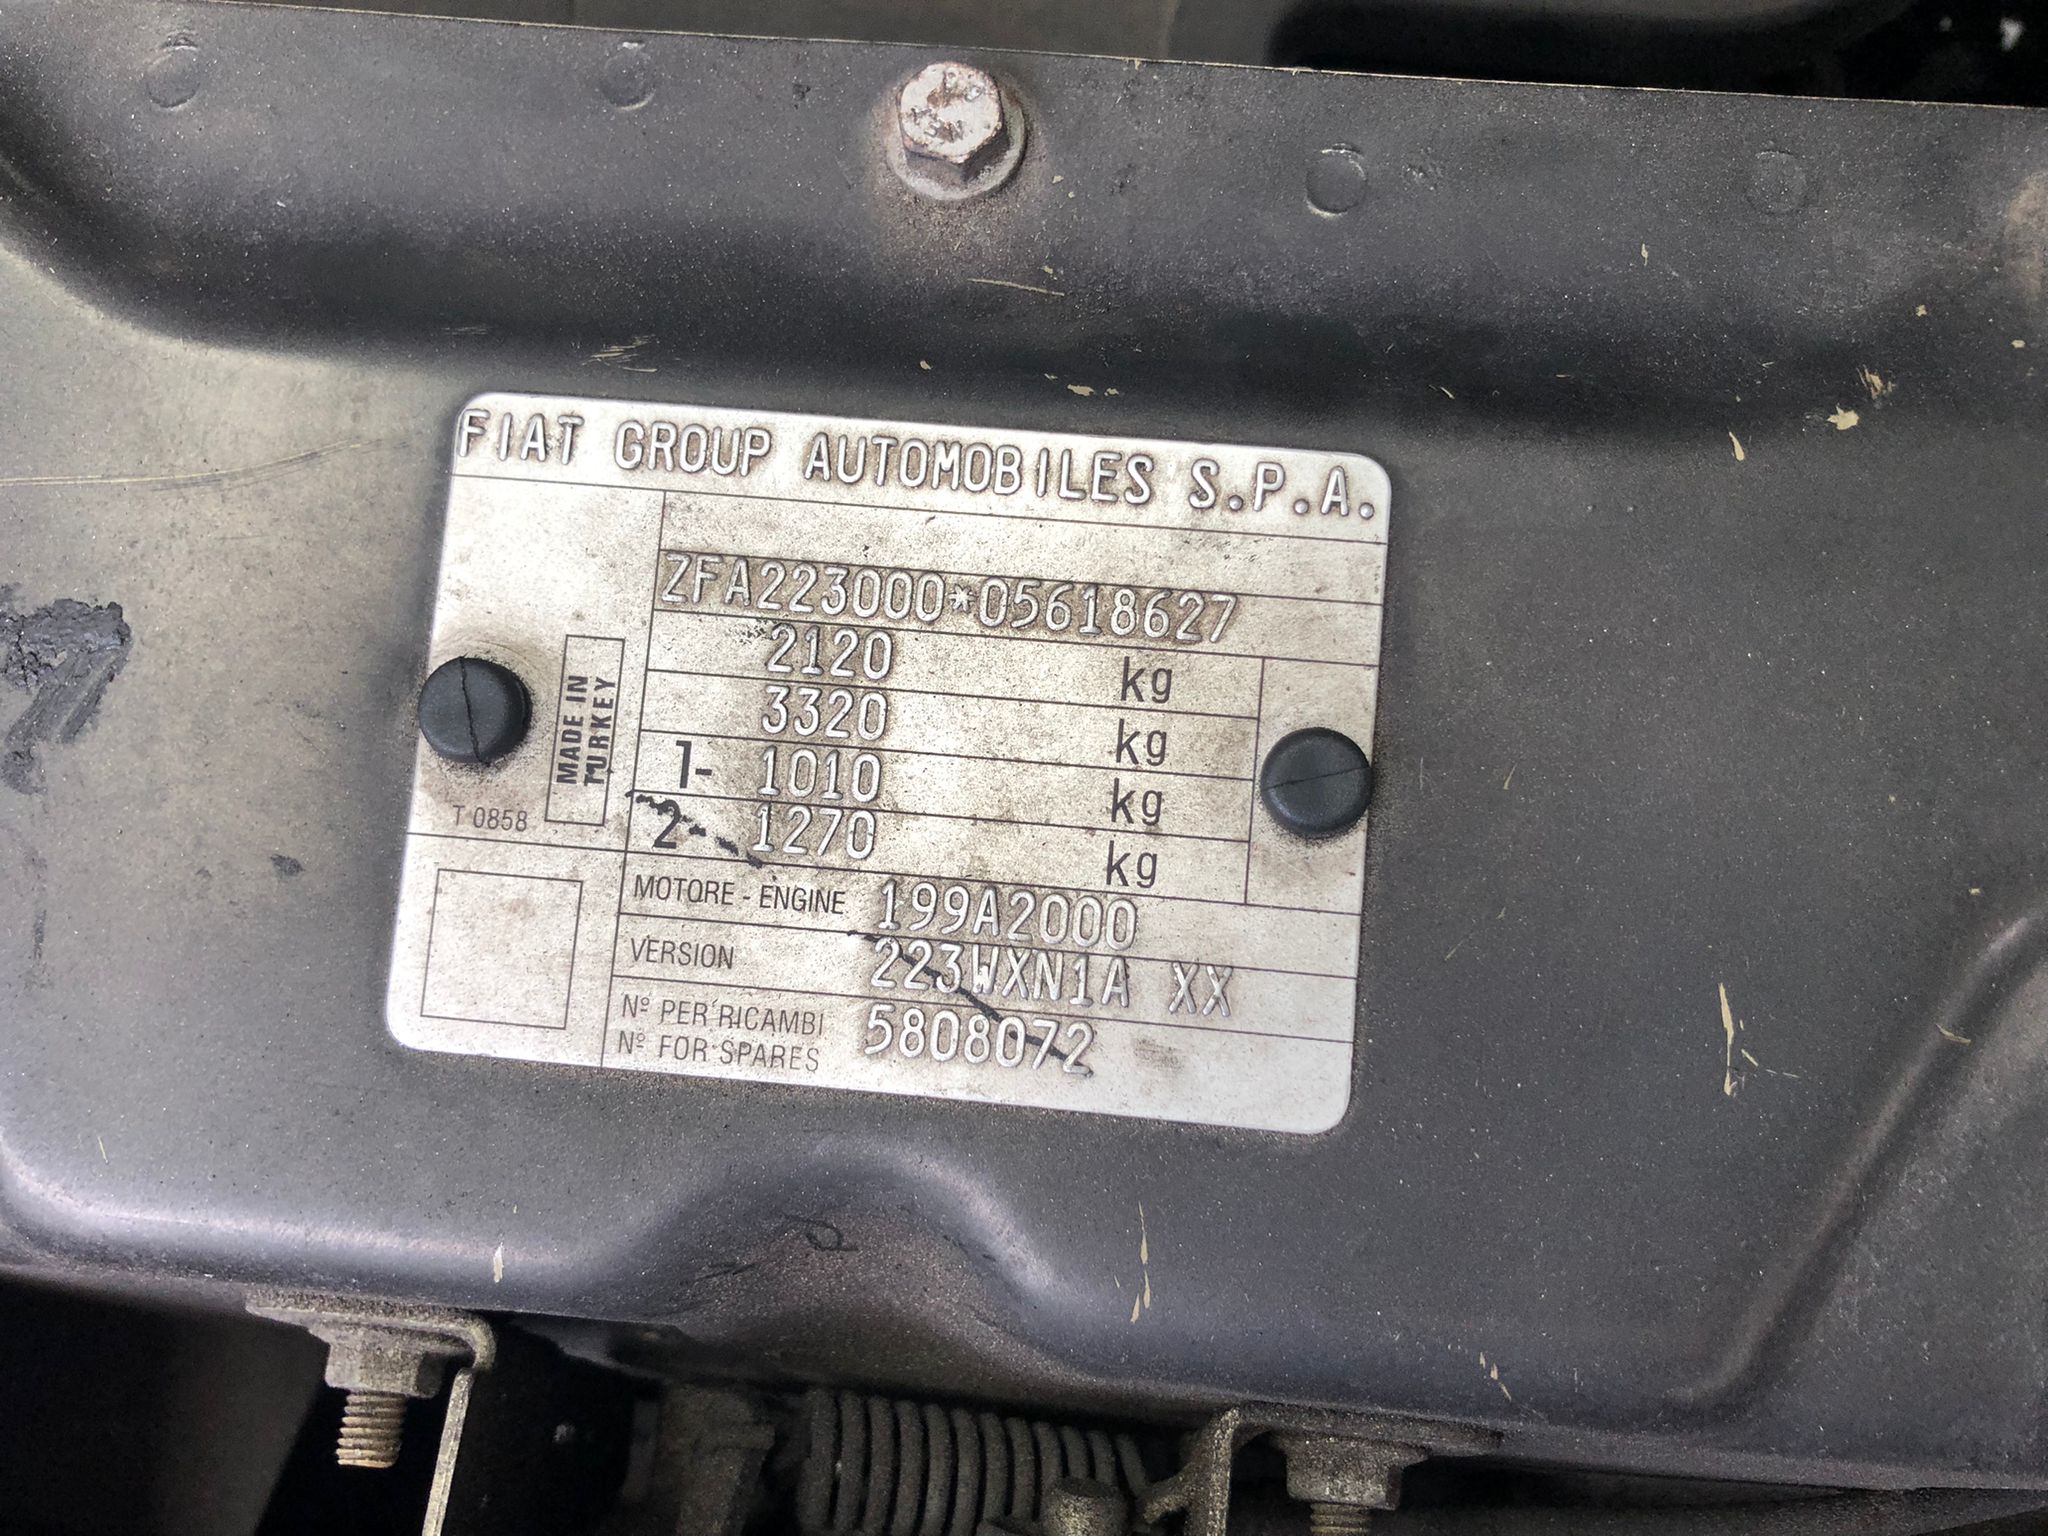 FIAT GROUP AUTOMOBILES S.P.A.
ZFA223000*05618627
2120 kg
3320 kg
1- 1010 kg
2- 1270 kg
MADE IN
TURKEY
T 0858
MOTORE - ENGINE 199A2000
VERSION 223WXN1A XX
Nº PER RICAMBI
Nº FOR SPARES 5808072